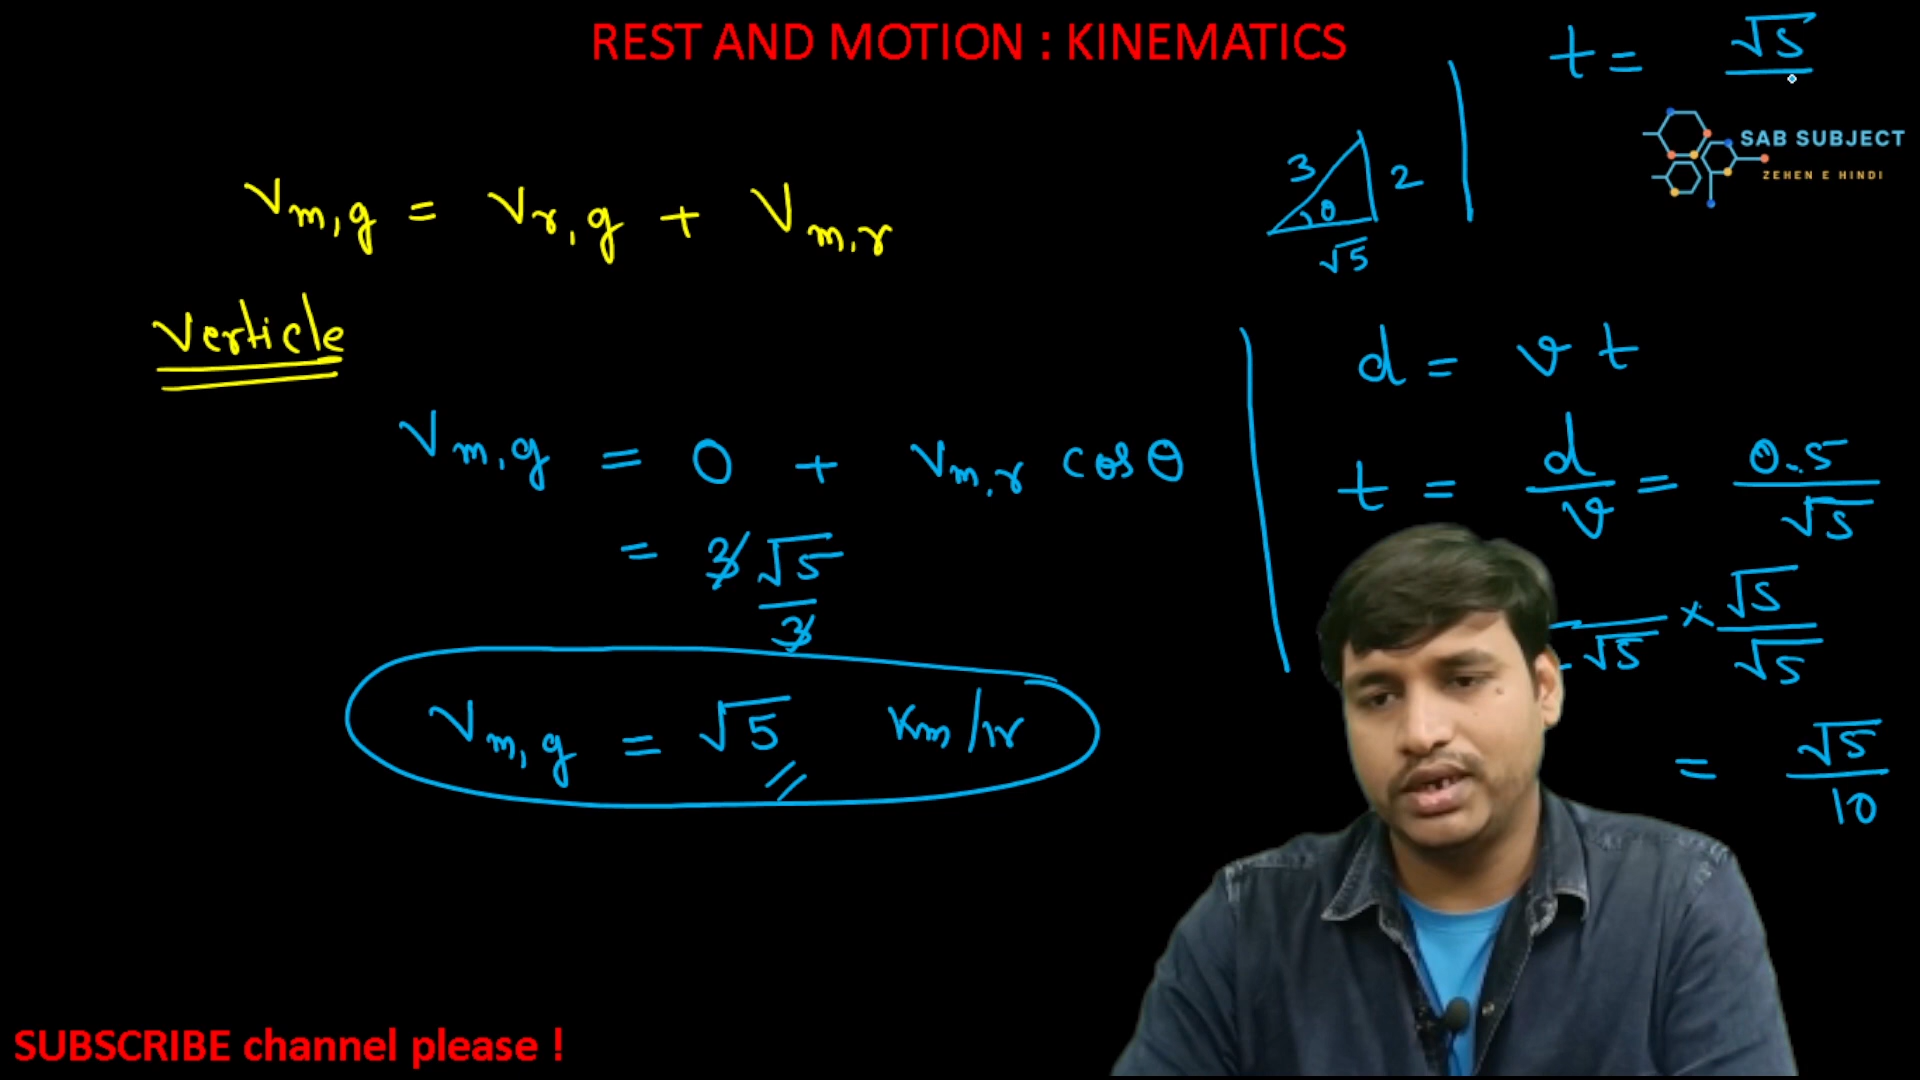 REST AND MOTION : KINEMATICS
t = √5
SAB SUBJECT
ZEHEN E HINDI
3 2
θ
√5
Vm,g = Vr,g + Vm,r
Verticle
d = v t
Vm,g = 0 + Vm,r cosθ
t = d/v = 0.5/√5
= 3 √5/3
√5 × √5/√5
Vm,g = √5 Km/hr
= √5/10
SUBSCRIBE channel please !